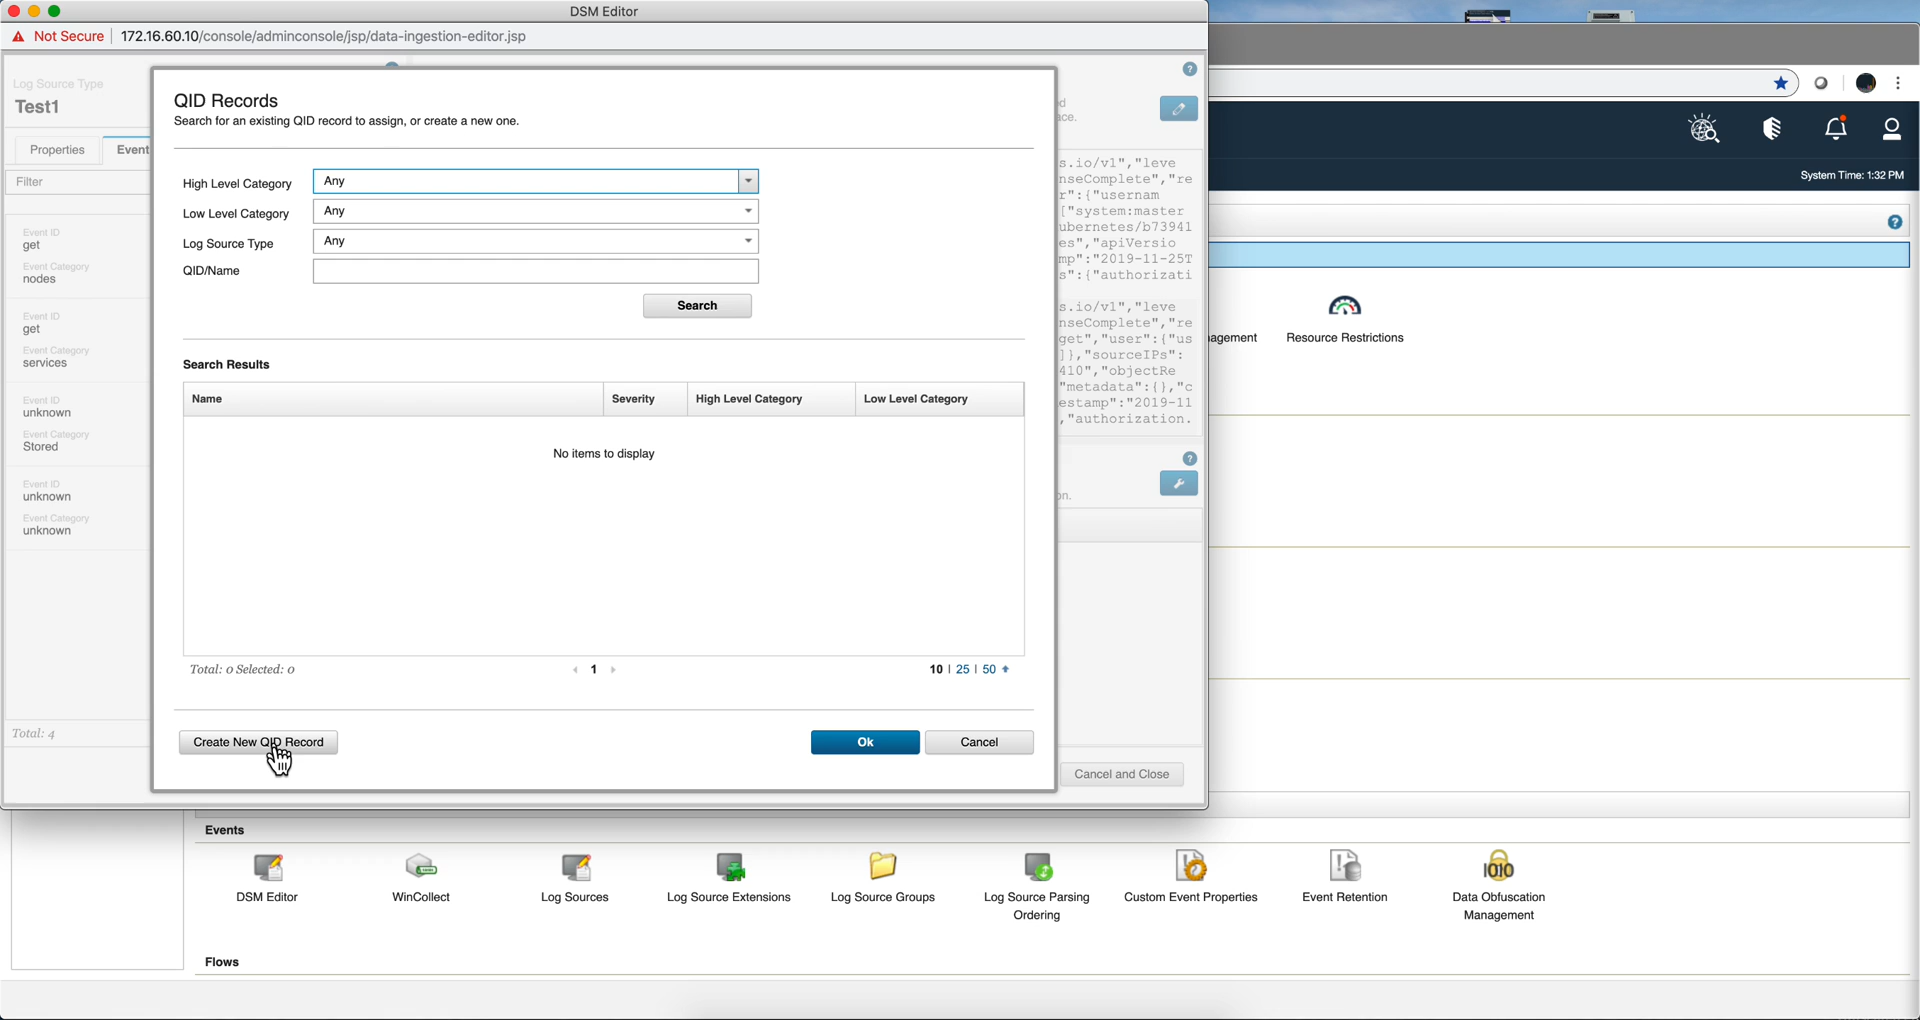 DSM Editor
Not Secure
172.16.60.10/console/adminconsole/jsp/data-ingestion-editor.jsp
Log Source Type
Test1
Properties
Event
Filter
Event ID
get
Event Category
nodes
Event ID
get
Event Category
services
Event ID
unknown
Event Category
Stored
Event ID
unknown
Event Category
unknown
Total: 4
QID Records
Search for an existing QID record to assign, or create a new one.
High Level Category
Any
Low Level Category
Any
Log Source Type
Any
QID/Name
Search
Search Results
Name
Severity
High Level Category
Low Level Category
No items to display
Total: 0 Selected: 0
1
10 | 25 | 50
Create New QID Record
Ok
Cancel
d
ce.
s.io/v1","leve
nseComplete","re
r":{"usernam
["system:master
ubernetes/b73941
es","apiVersio
mp":"2019-11-25T
s":{"authorizati
s.io/v1","leve
nseComplete","re
get","user":{"us
]},"sourceIPs":
410","objectRe
"metadata":{},"c
estamp":"2019-11
,"authorization.
on.
Cancel and Close
System Time: 1:32 PM
agement
Resource Restrictions
Events
DSM Editor
WinCollect
Log Sources
Log Source Extensions
Log Source Groups
Log Source Parsing
Ordering
Custom Event Properties
Event Retention
1010
Data Obfuscation
Management
Flows